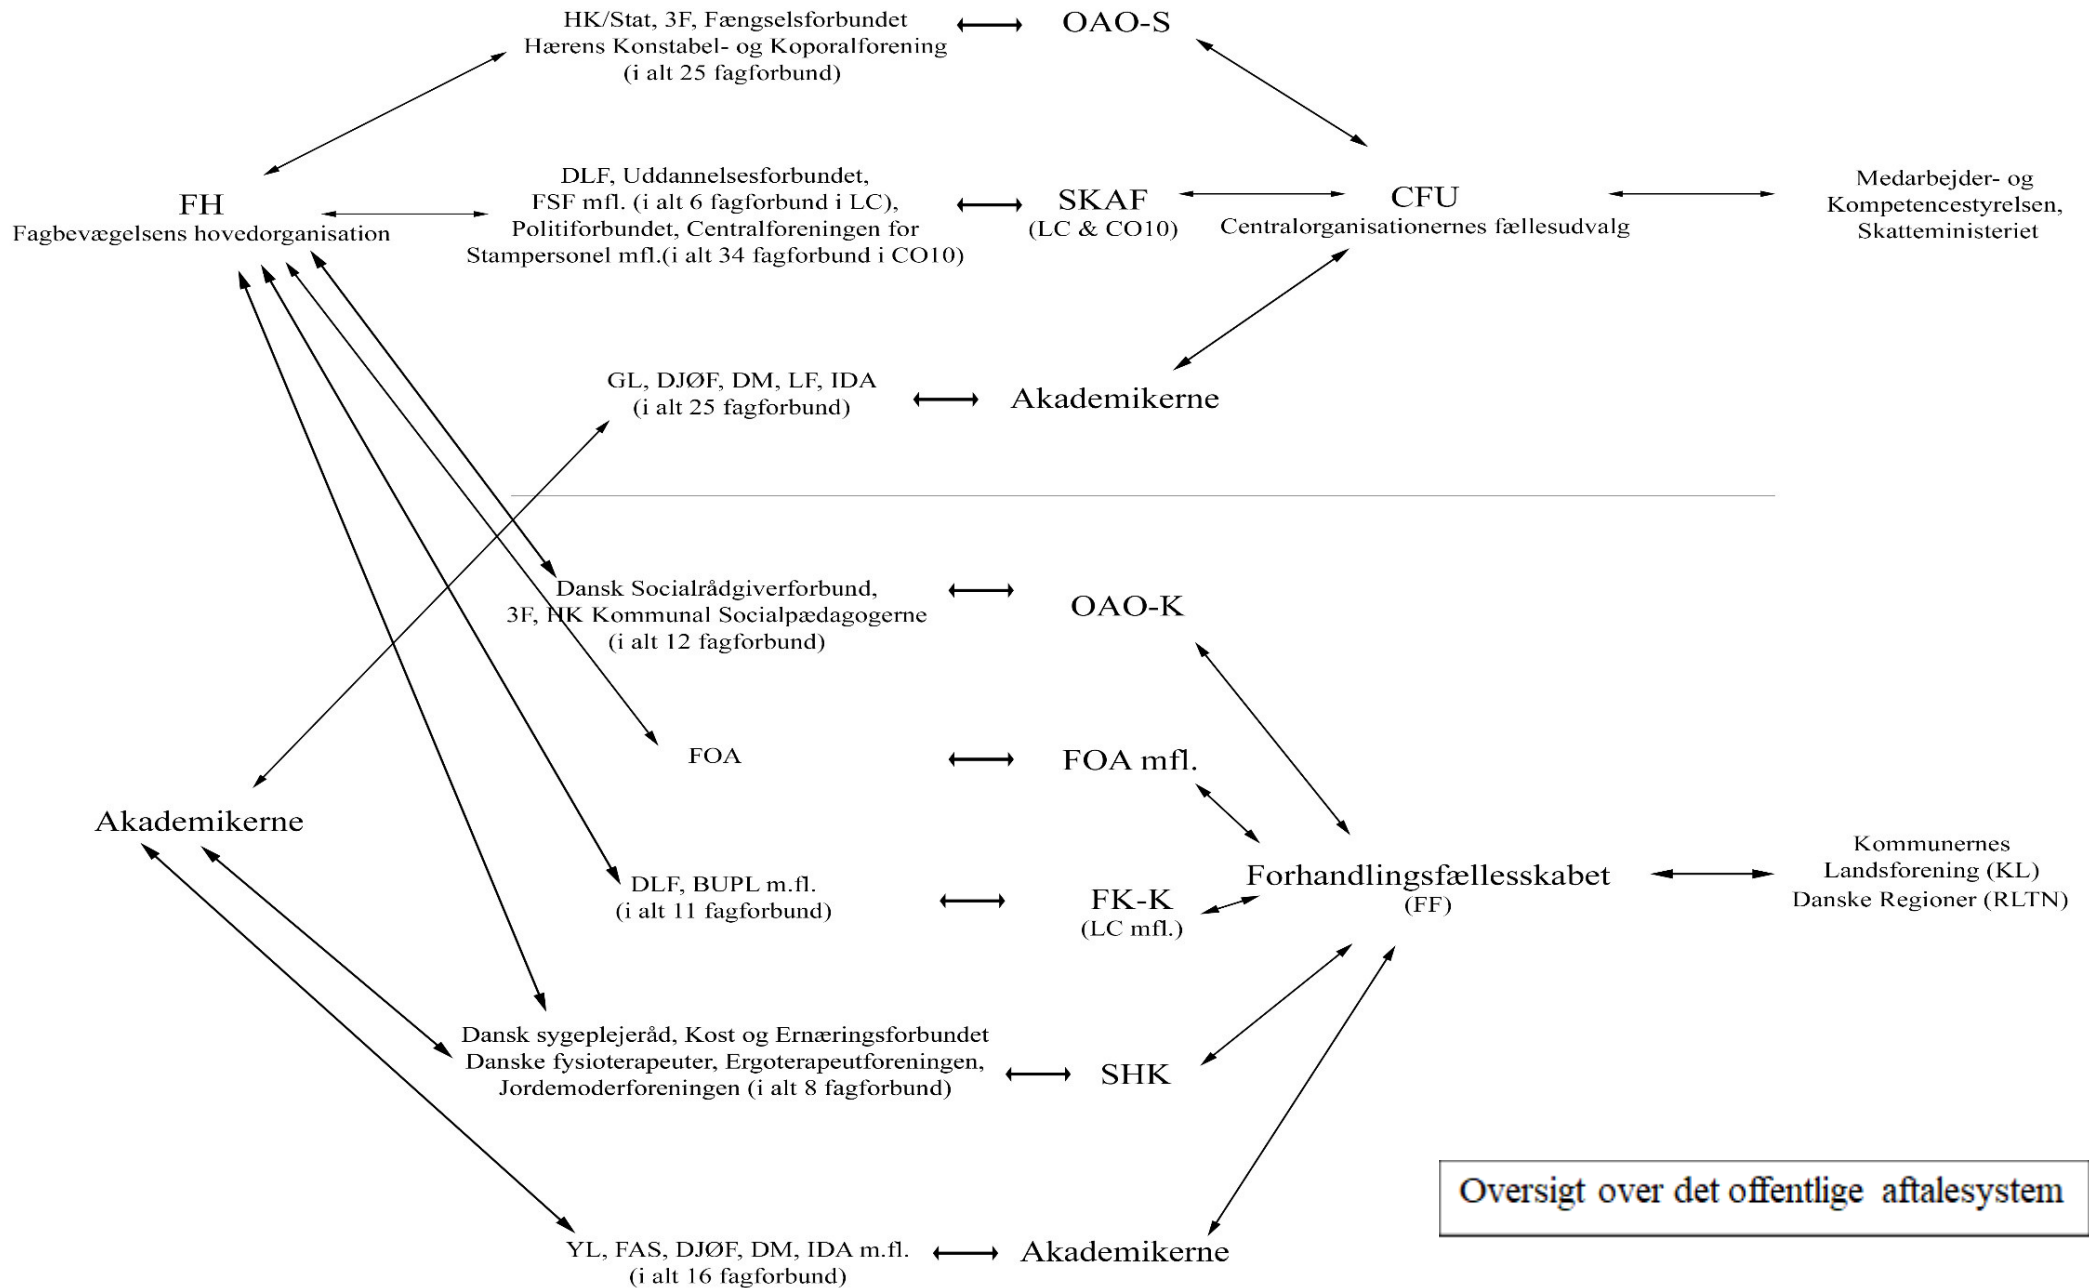 HK/Stat, 3F, Fængselsforbundet
Hærens Konstabel- og Koporalforening
(i alt 25 fagforbund)
OAO-S
FH
Fagbevægelsens hovedorganisation
DLF, Uddannelsesforbundet,
FSF mfl. (i alt 6 fagforbund i LC),
Politiforbundet, Centralforeningen for
Stampersonel mfl.(i alt 34 fagforbund i CO10)
SKAF
(LC & CO10)
CFU
Centralorganisationernes fællesudvalg
Medarbejder- og
Kompetencestyrelsen,
Skatteministeriet
GL, DJØF, DM, LF, IDA
(i alt 25 fagforbund)
Akademikerne
Dansk Socialrådgiverforbund,
3F, HK Kommunal Socialpædagogerne
(i alt 12 fagforbund)
OAO-K
FOA
FOA mfl.
Akademikerne
DLF, BUPL m.fl.
(i alt 11 fagforbund)
FK-K
(LC mfl.)
Forhandlingsfællesskabet
(FF)
Kommunernes
Landsforening (KL)
Danske Regioner (RLTN)
Dansk sygeplejeråd, Kost og Ernæringsforbundet
Danske fysioterapeuter, Ergoterapeutforeningen,
Jordemoderforeningen (i alt 8 fagforbund)
SHK
YL, FAS, DJØF, DM, IDA m.fl.
(i alt 16 fagforbund)
Akademikerne
Oversigt over det offentlige aftalesystem